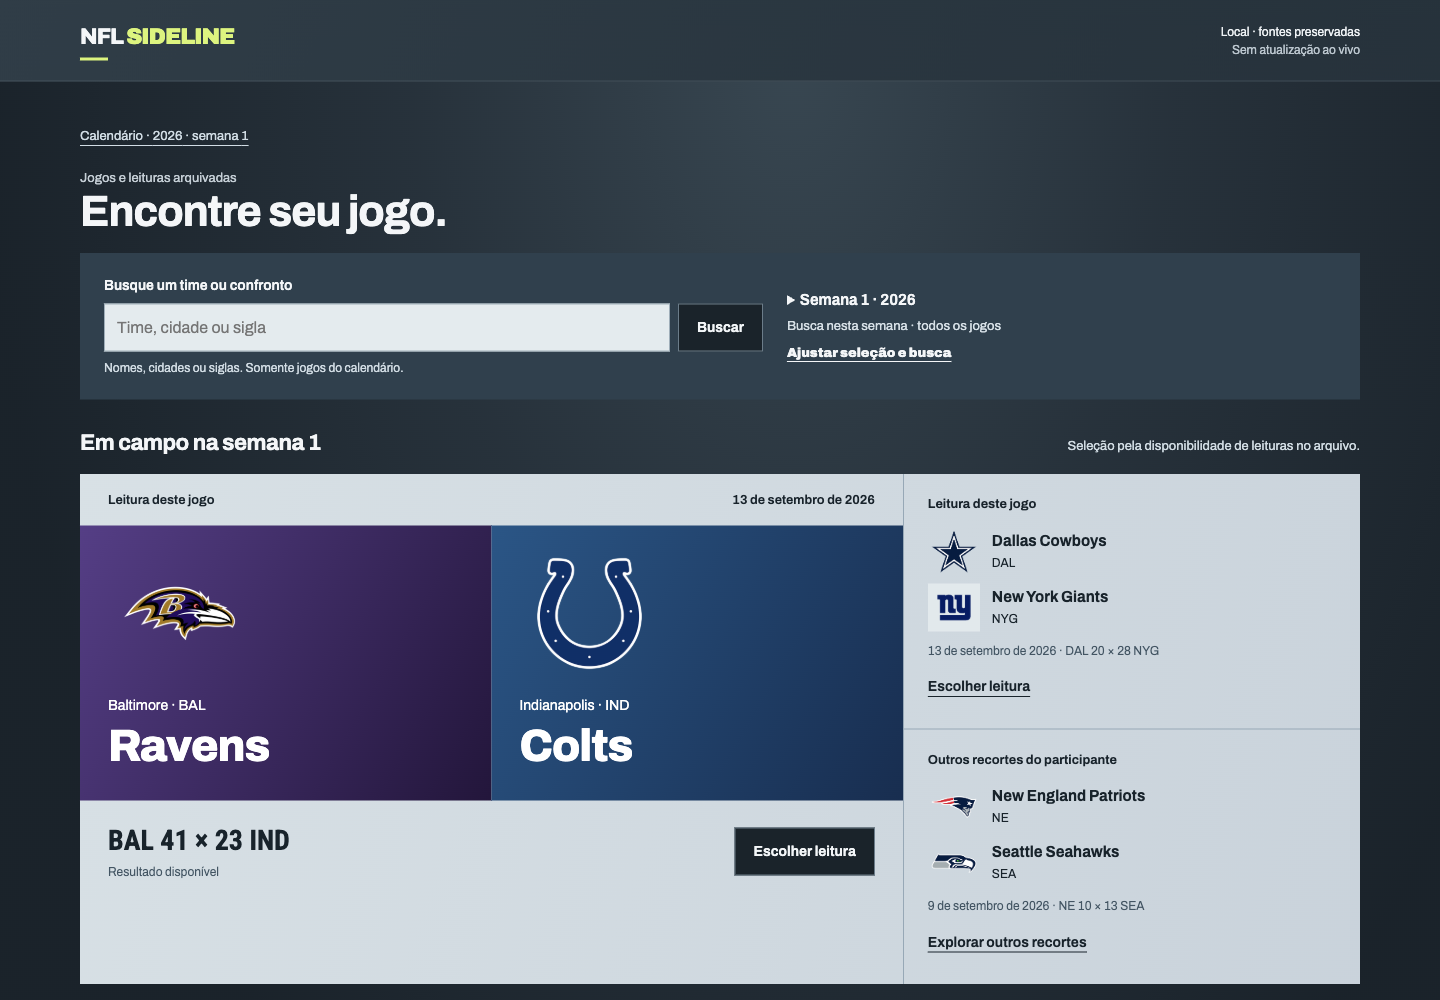 NFL SIDELINE
Local · fontes preservadas
Sem atualização ao vivo
Calendário · 2026 · semana 1
Jogos e leituras arquivadas
Encontre seu jogo.
Busque um time ou confronto
Time, cidade ou sigla
Buscar
Nomes, cidades ou siglas. Somente jogos do calendário.
Semana 1 · 2026
Busca nesta semana · todos os jogos
Ajustar seleção e busca
Em campo na semana 1
Seleção pela disponibilidade de leituras no arquivo.
Leitura deste jogo
13 de setembro de 2026
B
Baltimore · BAL
Ravens
Indianapolis · IND
Colts
BAL 41 × 23 IND
Resultado disponível
Escolher leitura
Leitura deste jogo
Dallas Cowboys
DAL
ny
New York Giants
NYG
13 de setembro de 2026 · DAL 20 × 28 NYG
Escolher leitura
Outros recortes do participante
New England Patriots
NE
Seattle Seahawks
SEA
9 de setembro de 2026 · NE 10 × 13 SEA
Explorar outros recortes